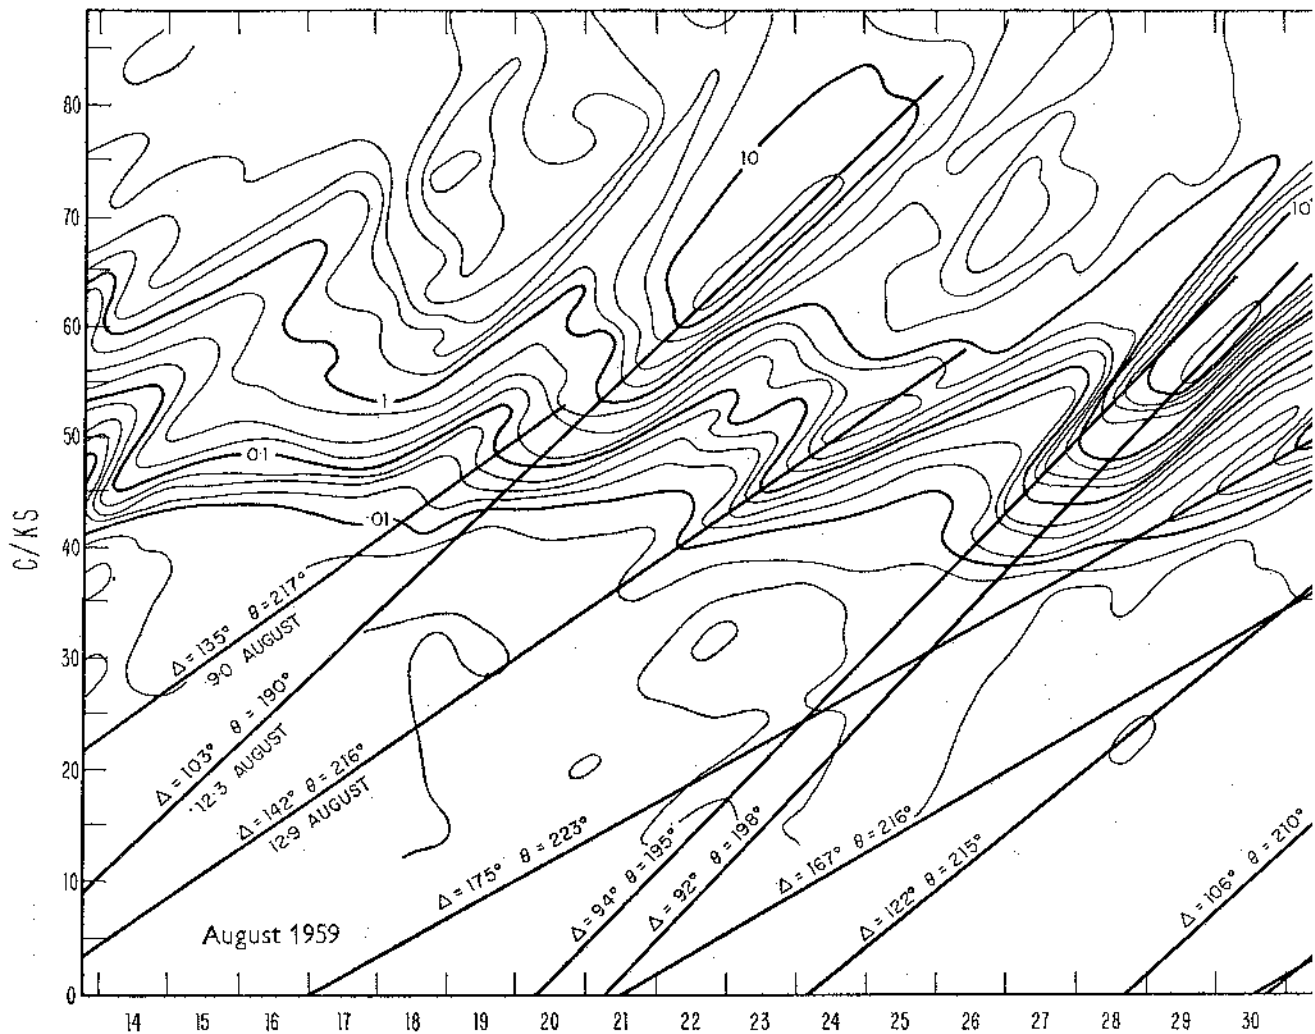 80
70
60
50
40
30
20
10
0
C/KS
10
10
1
0.1
.01
Δ = 135° θ = 217°
9.0 AUGUST
Δ = 103° θ = 190°
12.3 AUGUST
Δ = 142° θ = 216°
12.9 AUGUST
Δ = 175° θ = 223°
Δ = 94° θ = 195°
Δ = 92° θ = 198°
Δ = 167° θ = 216°
Δ = 122° θ = 215°
Δ = 106° θ = 210°
August 1959
14 15 16 17 18 19 20 21 22 23 24 25 26 27 28 29 30